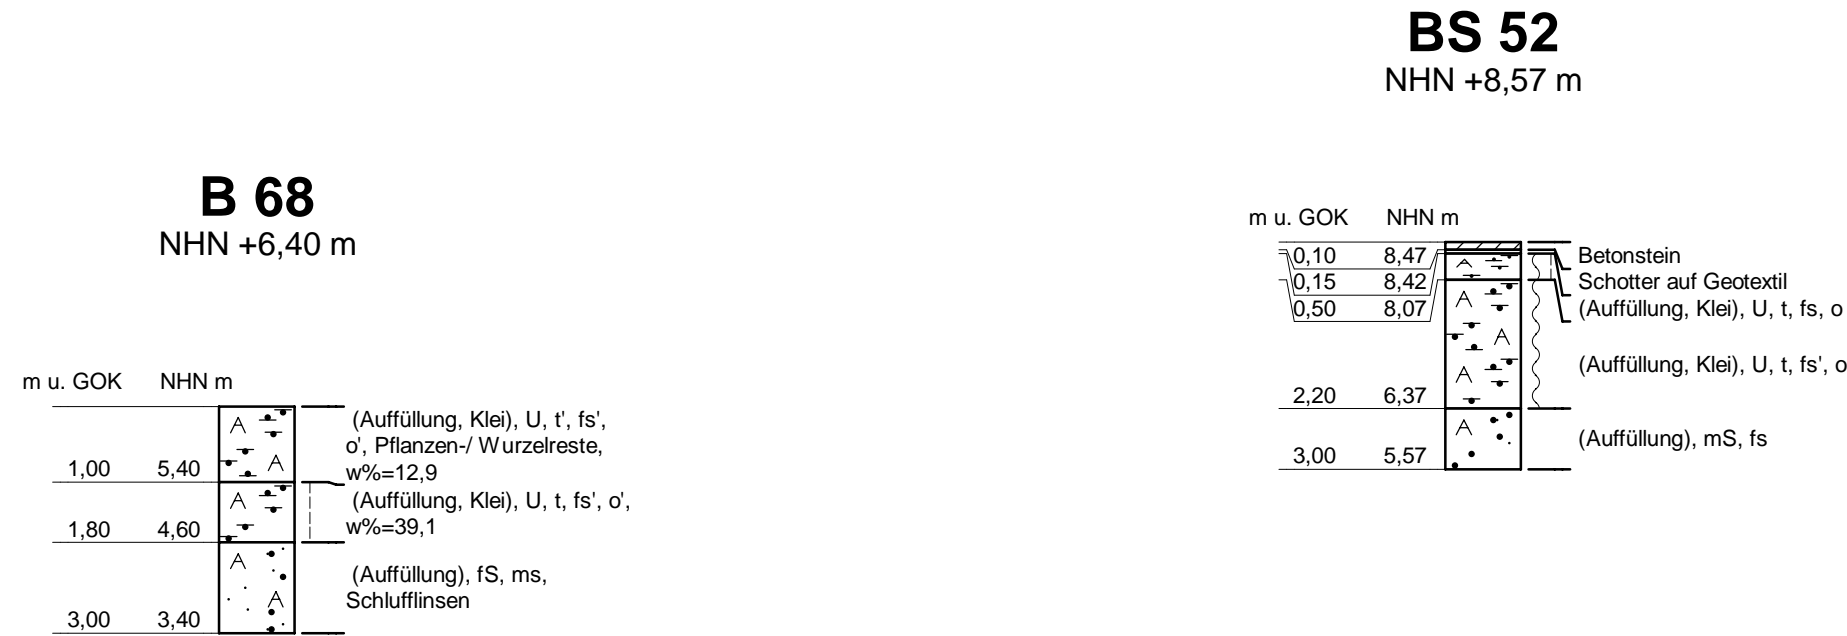 BS 52
NHN +8,57 m
m u. GOK NHN m
0,10 8,47
0,15 8,42
0,50 8,07
2,20 6,37
3,00 5,57
A
A
A
A
A
Betonstein
Schotter auf Geotextil
(Auffüllung, Klei), U, t, fs, o
(Auffüllung, Klei), U, t, fs', o
(Auffüllung), mS, fs
B 68
NHN +6,40 m
m u. GOK NHN m
1,00 5,40
1,80 4,60
3,00 3,40
A
A
A
A
A
(Auffüllung, Klei), U, t', fs',
o', Pflanzen-/ Wurzelreste,
w%=12,9
(Auffüllung, Klei), U, t, fs', o',
w%=39,1
(Auffüllung), fS, ms,
Schlufflinsen